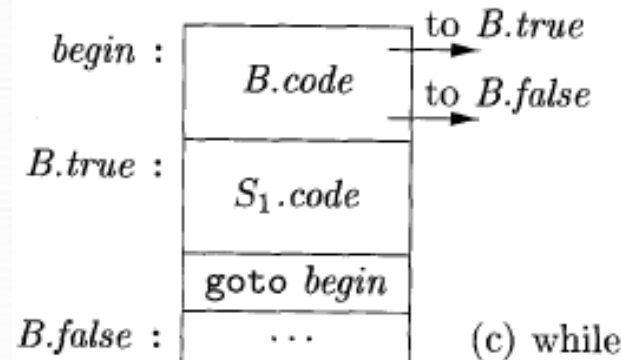 to B.true
begin :
B.code
to B.false
B.true :
S₁.code
goto begin
B.false : ... (c) while